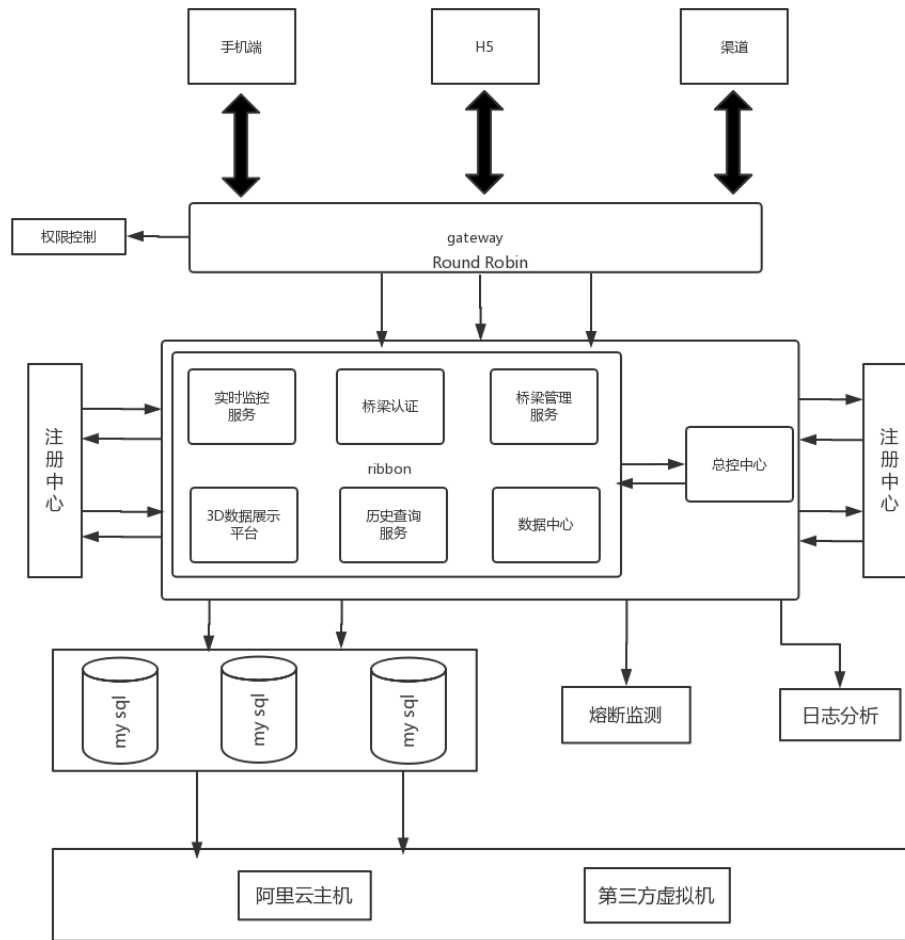 手机端
H5
渠道
权限控制
gateway
Round Robin
注册中心
实时监控
服务
桥梁认证
桥梁管理
服务
ribbon
总控中心
3D数据展示
平台
历史查询
服务
数据中心
注册中心
my sql
my sql
my sql
熔断监测
日志分析
阿里云主机
第三方虚拟机